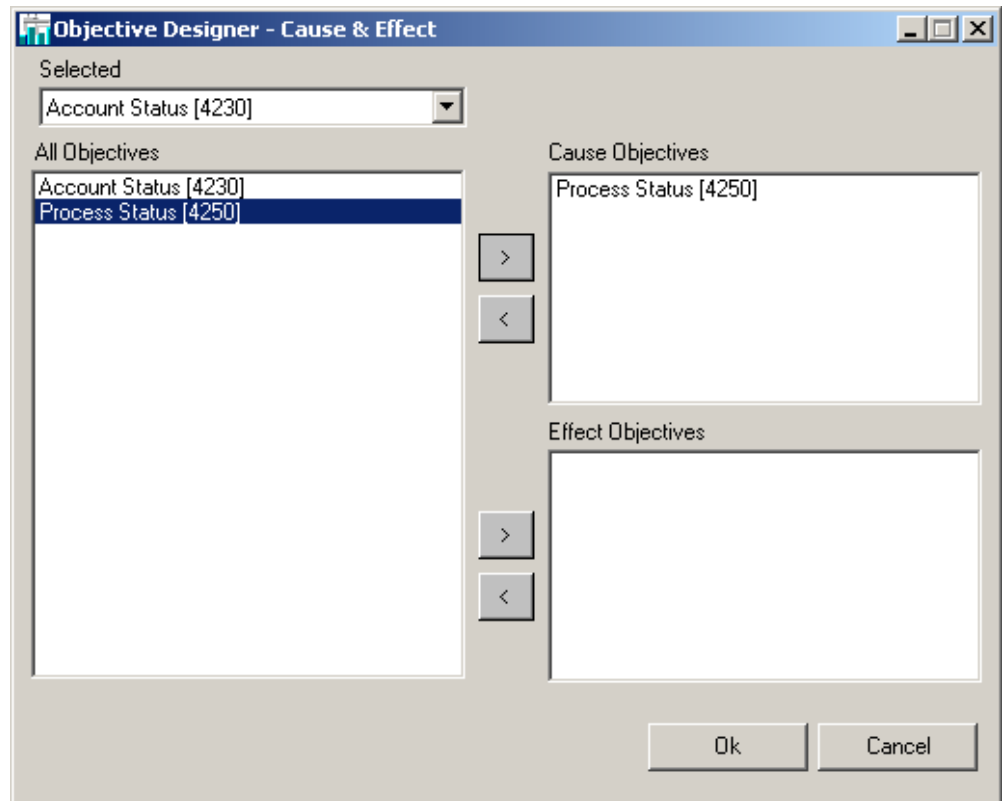 Objective Designer - Cause & Effect
Selected
Account Status [4230]
All Objectives
Account Status [4230]
Process Status [4250]
Cause Objectives
Process Status [4250]
>
<
Effect Objectives
>
<
Ok
Cancel